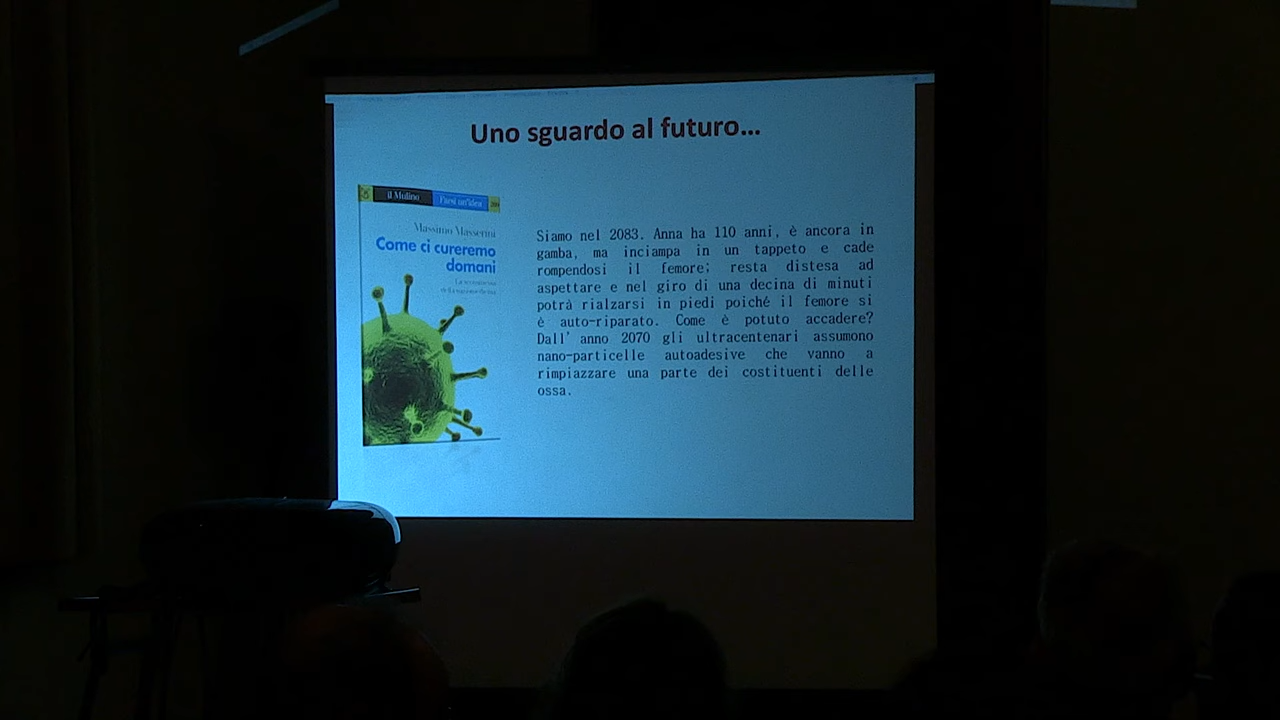 Uno sguardo al futuro...
il Mulino
Farsi un'idea
Massimo Masserini
Come ci cureremo
domani
Siamo nel 2083. Anna ha 110 anni, è ancora in
gamba, ma inciampa in un tappeto e cade
rompendosi il femore; resta distesa ad
aspettare e nel giro di una decina di minuti
potrà rialzarsi in piedi poiché il femore si
è auto-riparato. Come è potuto accadere?
Dall' anno 2070 gli ultracentenari assumono
nano-particelle autoadesive che vanno a
rimpiazzare una parte dei costituenti delle
ossa.